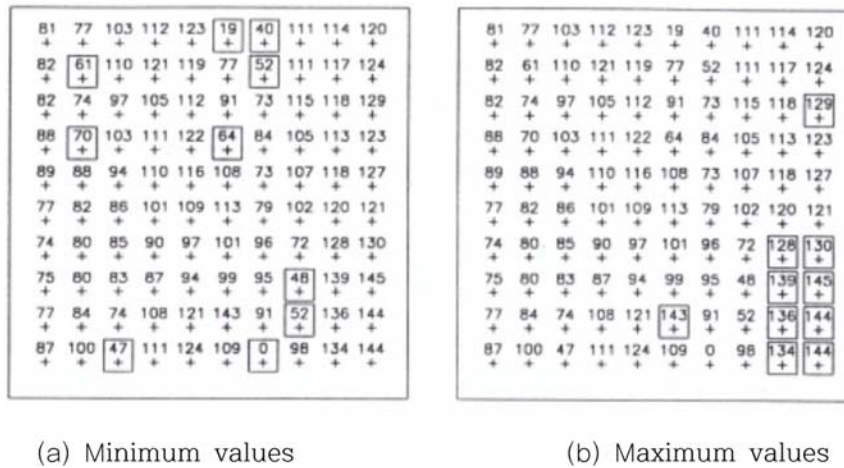 81 77 103 112 123 19 40 111 114 120
+ + + + + + + + + +
82 61 110 121 119 77 52 111 117 124
+ + + + + + + + + +
82 74 97 105 112 91 73 115 118 129
+ + + + + + + + + +
88 70 103 111 122 64 84 105 113 123
+ + + + + + + + + +
89 88 94 110 116 108 73 107 118 127
+ + + + + + + + + +
77 82 86 101 109 113 79 102 120 121
+ + + + + + + + + +
74 80 85 90 97 101 96 72 128 130
+ + + + + + + + + +
75 80 83 87 94 99 95 48 139 145
+ + + + + + + + + +
77 84 74 108 121 143 91 52 136 144
+ + + + + + + + + +
87 100 47 111 124 109 0 98 134 144
+ + + + + + + + + +
(a) Minimum values
81 77 103 112 123 19 40 111 114 120
+ + + + + + + + + +
82 61 110 121 119 77 52 111 117 124
+ + + + + + + + + +
82 74 97 105 112 91 73 115 118 129
+ + + + + + + + + +
88 70 103 111 122 64 84 105 113 123
+ + + + + + + + + +
89 88 94 110 116 108 73 107 118 127
+ + + + + + + + + +
77 82 86 101 109 113 79 102 120 121
+ + + + + + + + + +
74 80 85 90 97 101 96 72 128 130
+ + + + + + + + + +
75 80 83 87 94 99 95 48 139 145
+ + + + + + + + + +
77 84 74 108 121 143 91 52 136 144
+ + + + + + + + + +
87 100 47 111 124 109 0 98 134 144
+ + + + + + + + + +
(b) Maximum values